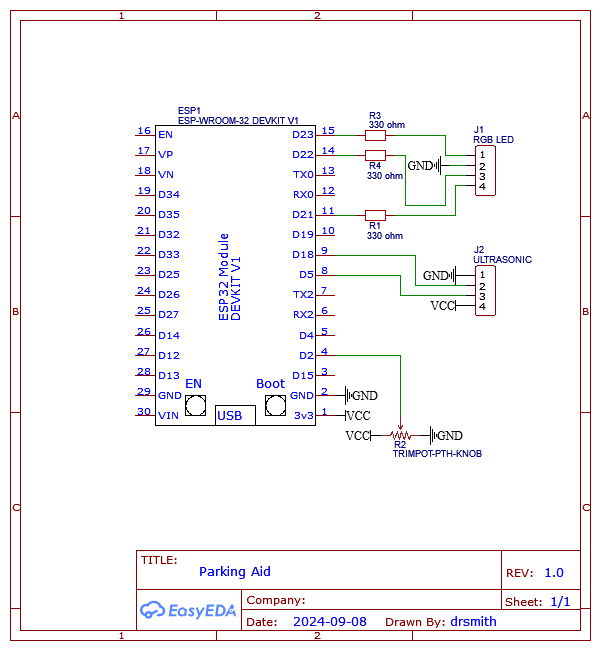 1 2
A A
B B
C C
ESP1
ESP-WROOM-32 DEVKIT V1
16 EN D23 15
17 VP D22 14
18 VN TX0 13
19 D34 RX0 12
20 D35 D21 11
21 D32 D19 10
22 D33 D18 9
23 D25 D5 8
24 D26 TX2 7
25 D27 RX2 6
26 D14 D4 5
27 D12 D2 4
28 D13 D15 3
29 GND GND 2
30 VIN 3v3 1
ESP32 Module
DEVKIT V1
EN Boot
USB
R3
330 ohm
R4
330 ohm
R1
330 ohm
J1
RGB LED
1
2
3
4
GND
J2
ULTRASONIC
1
2
3
4
GND
VCC
GND
VCC
VCC GND
R2
TRIMPOT-PTH-KNOB
TITLE:
Parking Aid
REV: 1.0
EasyEDA
Company:
Sheet: 1/1
Date: 2024-09-08 Drawn By: drsmith
1 2